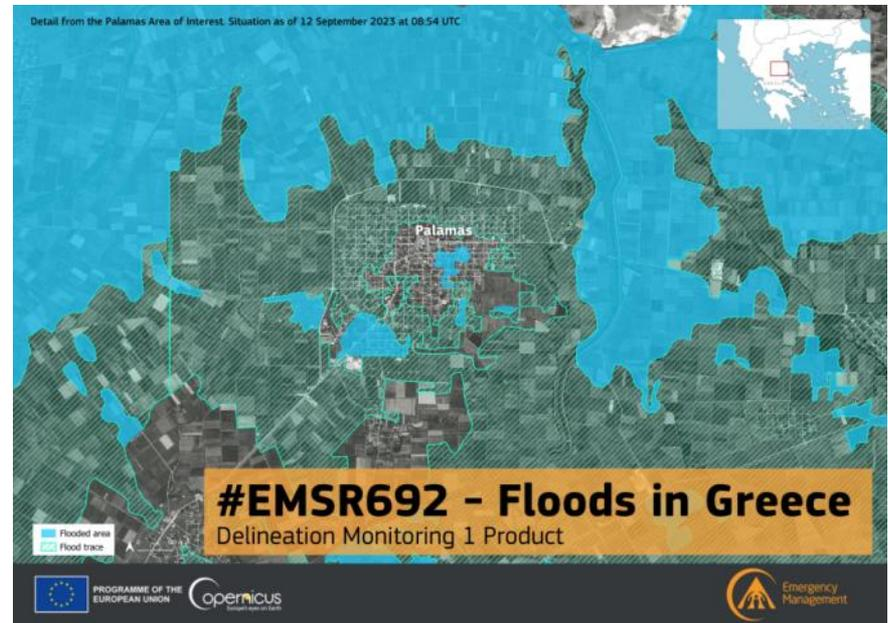 Detail from the Palamas Area of Interest. Situation as of 12 September 2023 at 08:54 UTC
Palamas
#EMSR692 - Floods in Greece
Delineation Monitoring 1 Product
Flooded area
Flood trace
PROGRAMME OF THE
EUROPEAN UNION
opernicus
Europe's eyes on Earth
Emergency
Management